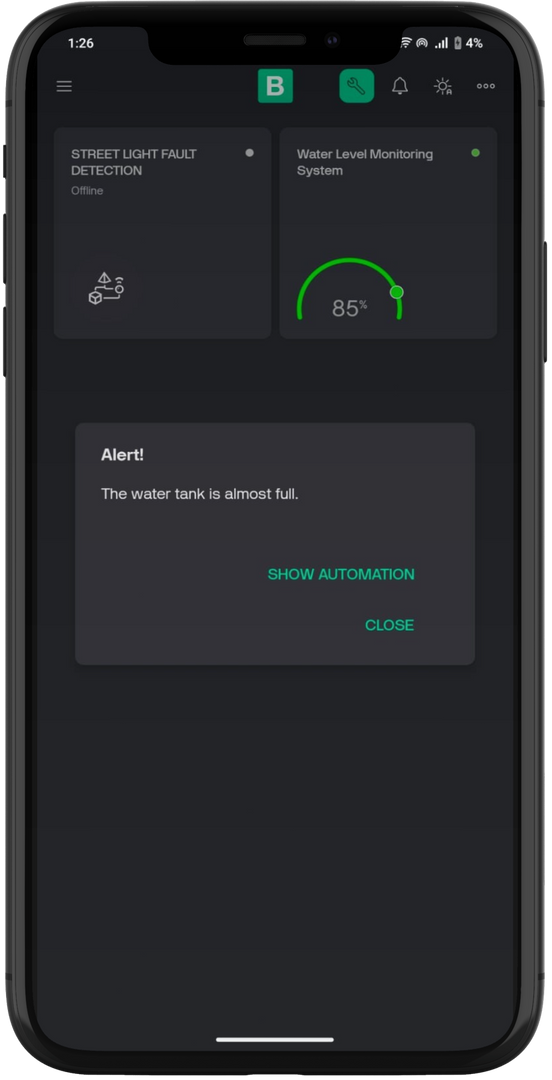 1:26
4%
B
STREET LIGHT FAULT
DETECTION
Offline
Water Level Monitoring
System
85%
Alert!
The water tank is almost full.
SHOW AUTOMATION
CLOSE